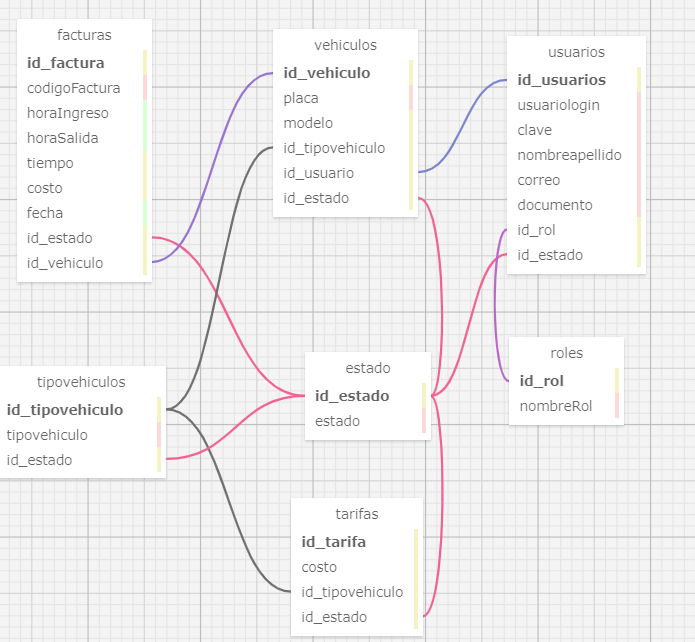 facturas
id_factura
codigoFactura
horaIngreso
horaSalida
tiempo
costo
fecha
id_estado
id_vehiculo
vehiculos
id_vehiculo
placa
modelo
id_tipovehiculo
id_usuario
id_estado
usuarios
id_usuarios
usuariologin
clave
nombreapellido
correo
documento
id_rol
id_estado
tipovehiculos
id_tipovehiculo
tipovehiculo
id_estado
estado
id_estado
estado
roles
id_rol
nombreRol
tarifas
id_tarifa
costo
id_tipovehiculo
id_estado